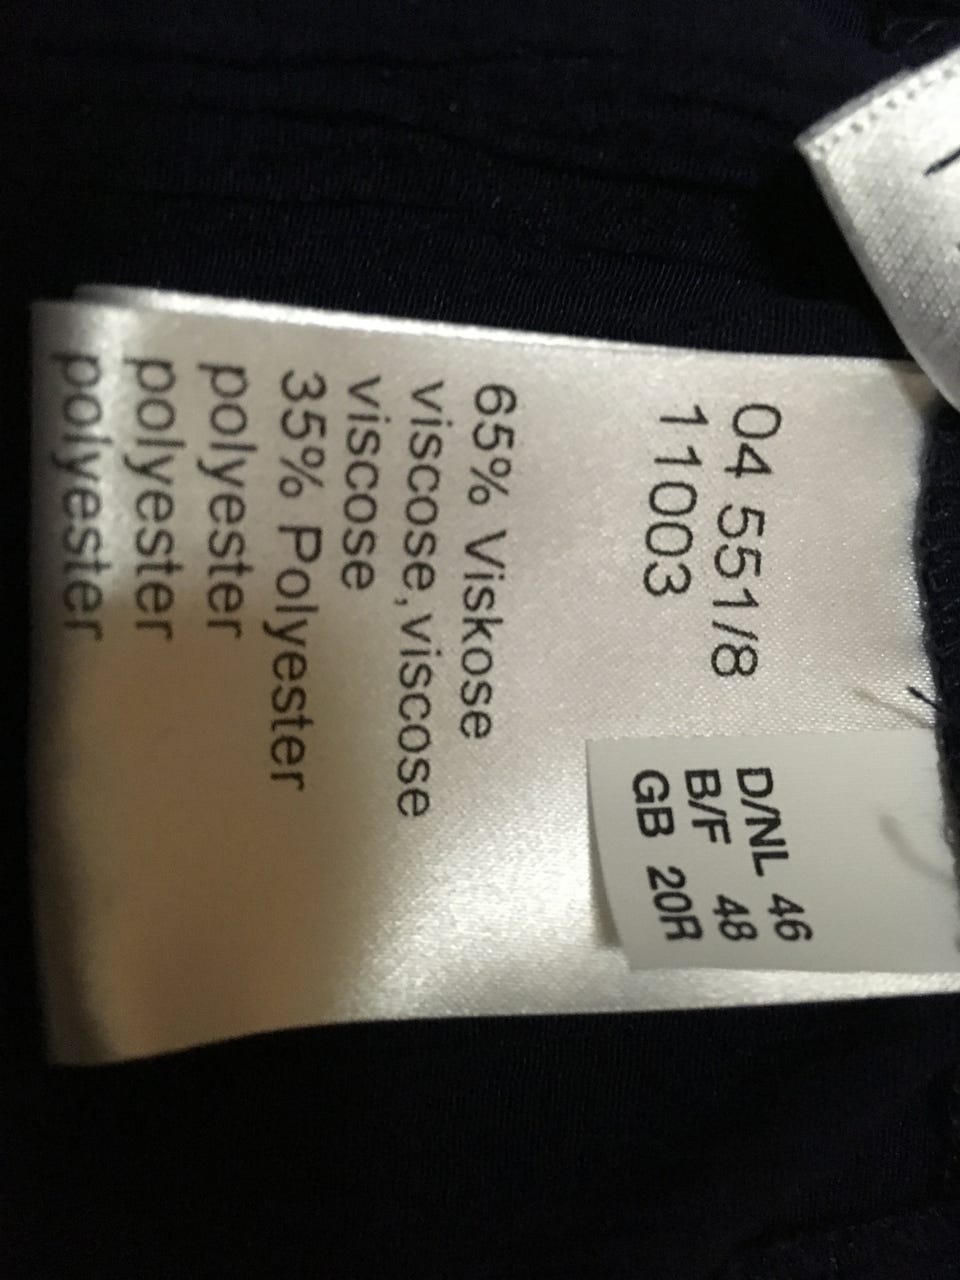 04 551/8
11003
D/NL 46
B/F 48
GB 20R
65% Viskose
viscose,viscose
viscose
35% Polyester
polyester
polyester
polyester